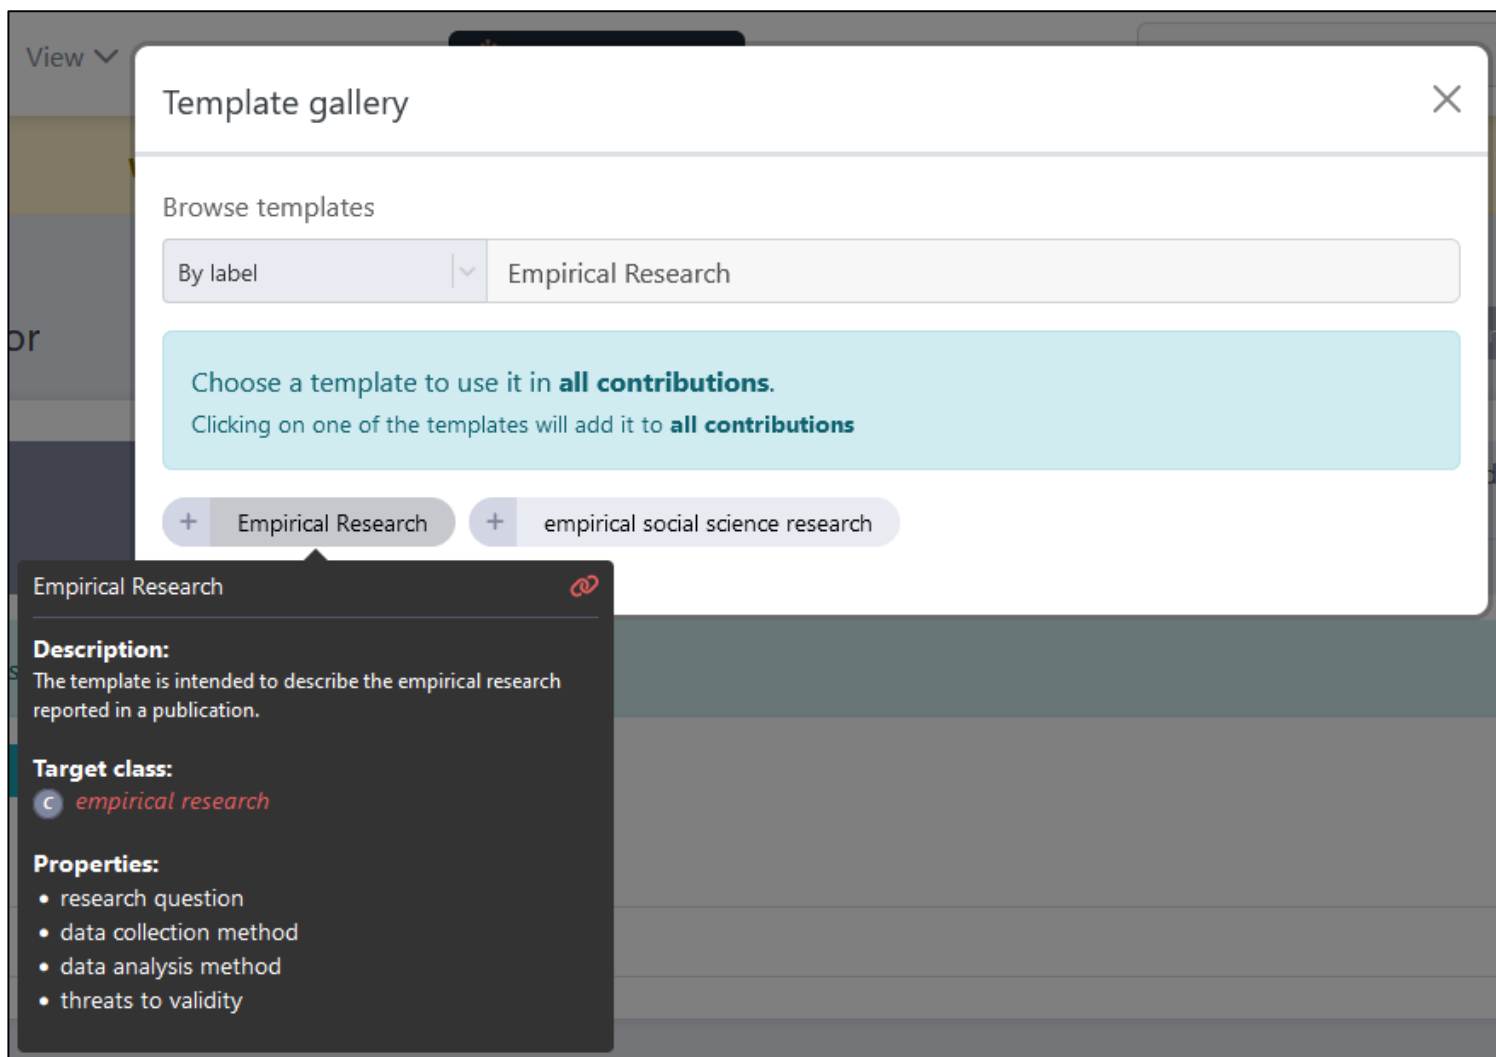 View
Template gallery
Browse templates
By label
Empirical Research
or
Choose a template to use it in all contributions.
Clicking on one of the templates will add it to all contributions
+ Empirical Research
+ empirical social science research
Empirical Research
Description:
The template is intended to describe the empirical research
reported in a publication.
Target class:
C empirical research
Properties:
• research question
• data collection method
• data analysis method
• threats to validity